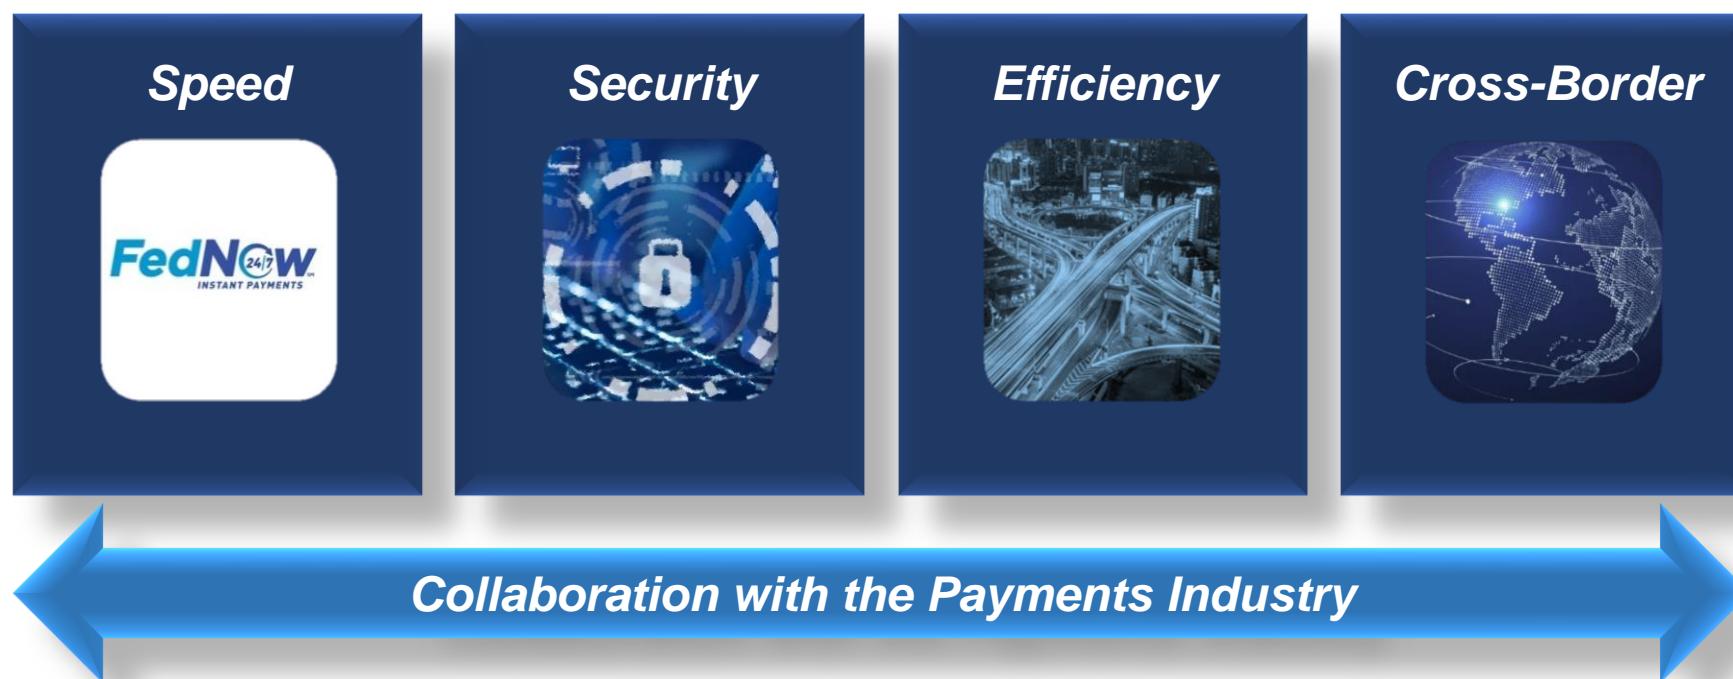 Speed
Security
Efficiency
Cross-Border
FedNow
24/7
INSTANT PAYMENTS
Collaboration with the Payments Industry